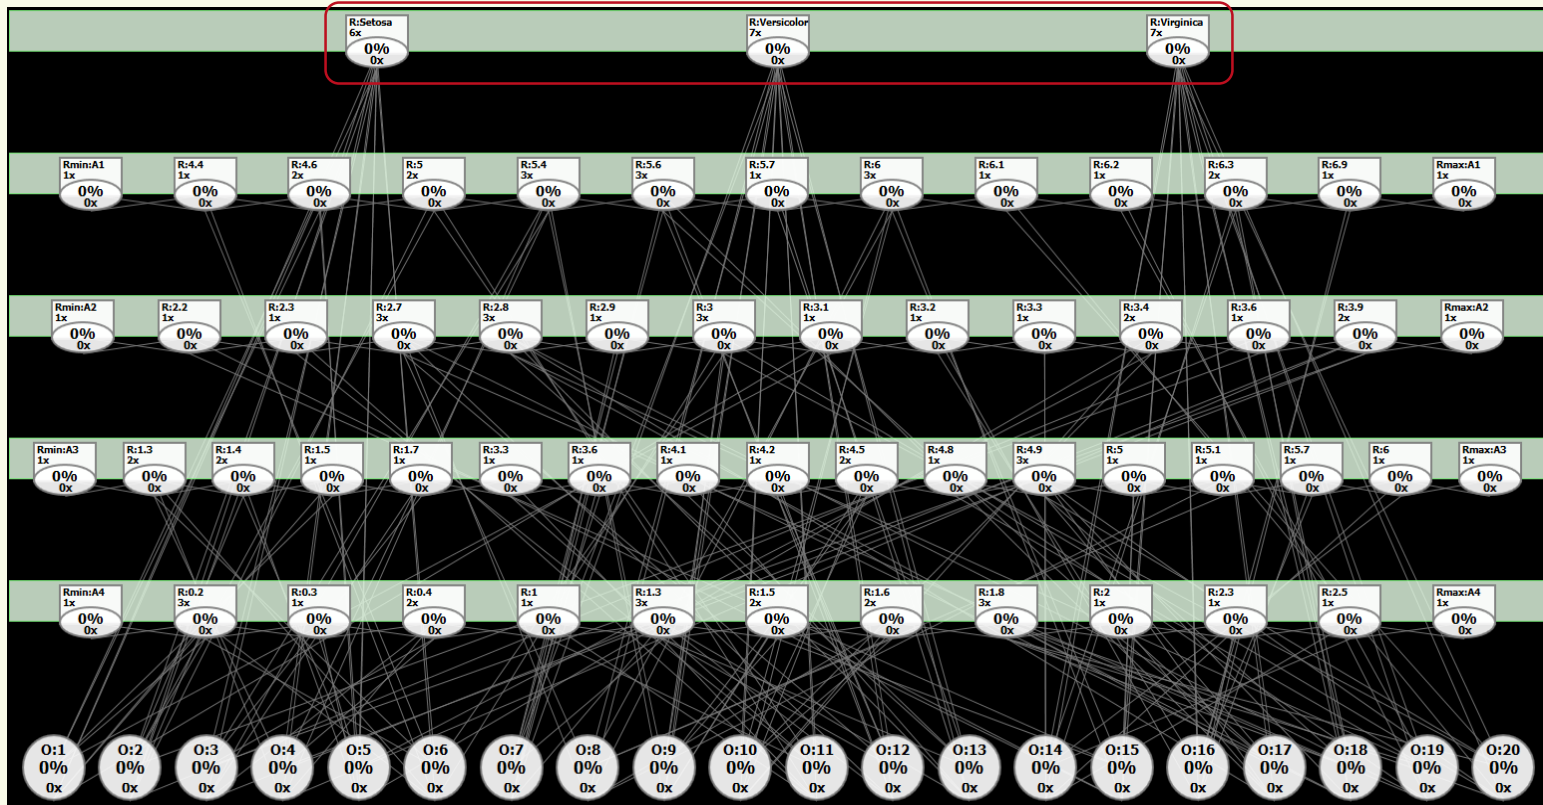 R:Setosa R:Versicolor R:Virginica
6x 7x 7x
0% 0% 0%
0x 0x 0x
Rmin:A1 R:4.4 R:4.6 R:5 R:5.4 R:5.6 R:5.7 R:6 R:6.1 R:6.2 R:6.3 R:6.9 Rmax:A1
1x 1x 2x 2x 3x 3x 1x 3x 1x 1x 2x 1x 1x
0% 0% 0% 0% 0% 0% 0% 0% 0% 0% 0% 0% 0%
0x 0x 0x 0x 0x 0x 0x 0x 0x 0x 0x 0x 0x
Rmin:A2 R:2.2 R:2.3 R:2.7 R:2.8 R:2.9 R:3 R:3.1 R:3.2 R:3.3 R:3.4 R:3.6 R:3.9 Rmax:A2
1x 1x 1x 3x 3x 1x 3x 1x 1x 1x 2x 1x 2x 1x
0% 0% 0% 0% 0% 0% 0% 0% 0% 0% 0% 0% 0% 0%
0x 0x 0x 0x 0x 0x 0x 0x 0x 0x 0x 0x 0x 0x
Rmin:A3 R:1.3 R:1.4 R:1.5 R:1.7 R:3.3 R:3.6 R:4.1 R:4.2 R:4.5 R:4.8 R:4.9 R:5 R:5.1 R:5.7 R:6 Rmax:A3
1x 2x 2x 1x 1x 1x 1x 1x 1x 2x 1x 3x 1x 1x 1x 1x 1x
0% 0% 0% 0% 0% 0% 0% 0% 0% 0% 0% 0% 0% 0% 0% 0% 0%
0x 0x 0x 0x 0x 0x 0x 0x 0x 0x 0x 0x 0x 0x 0x 0x 0x
Rmin:A4 R:0.2 R:0.3 R:0.4 R:1 R:1.3 R:1.5 R:1.6 R:1.8 R:2 R:2.3 R:2.5 Rmax:A4
1x 3x 1x 2x 1x 3x 2x 2x 3x 1x 1x 1x 1x
0% 0% 0% 0% 0% 0% 0% 0% 0% 0% 0% 0% 0%
0x 0x 0x 0x 0x 0x 0x 0x 0x 0x 0x 0x 0x
O:1 O:2 O:3 O:4 O:5 O:6 O:7 O:8 O:9 O:10 O:11 O:12 O:13 O:14 O:15 O:16 O:17 O:18 O:19 O:20
0% 0% 0% 0% 0% 0% 0% 0% 0% 0% 0% 0% 0% 0% 0% 0% 0% 0% 0% 0%
0x 0x 0x 0x 0x 0x 0x 0x 0x 0x 0x 0x 0x 0x 0x 0x 0x 0x 0x 0x